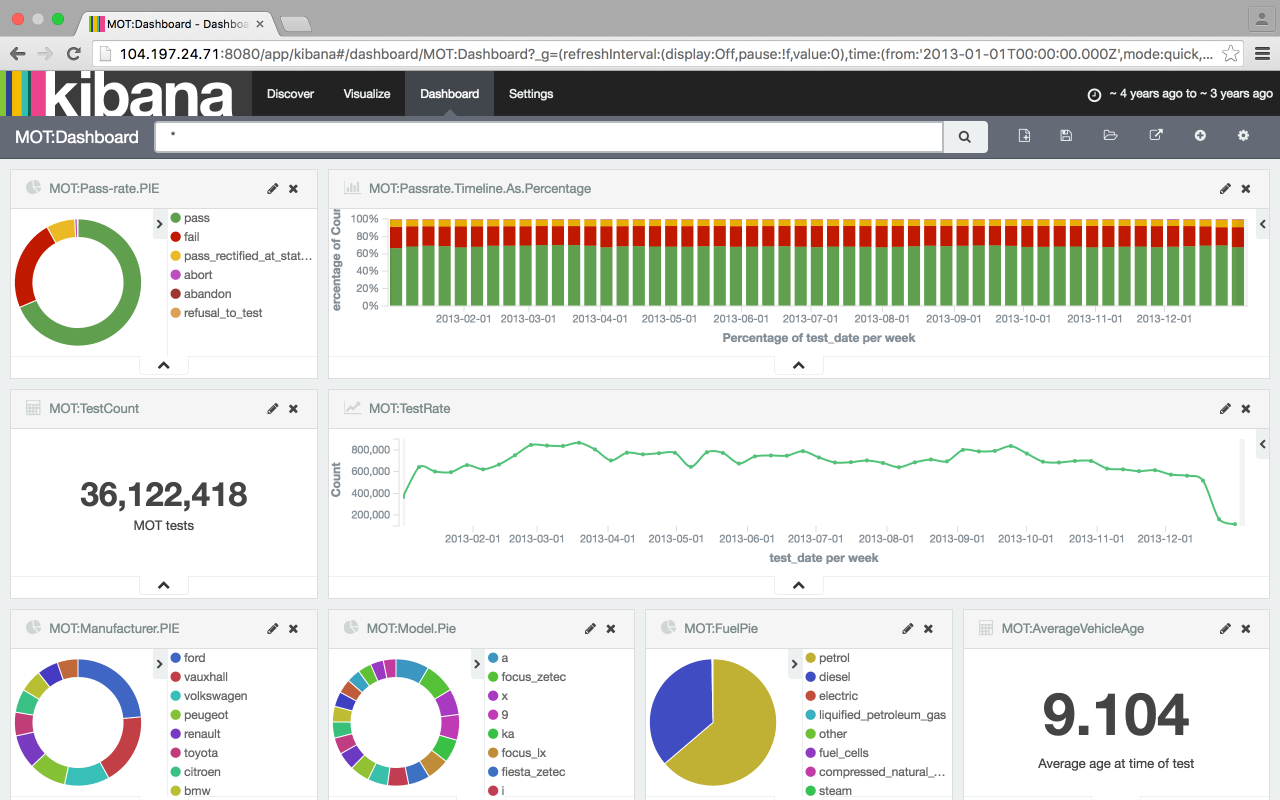 MOT:Dashboard - Dashboa
104.197.24.71:8080/app/kibana#/dashboard/MOT:Dashboard?_g=(refreshInterval:(display:Off,pause:!f,value:0),time:(from:'2013-01-01T00:00:00.000Z',mode:quick,...
kibana
Discover
Visualize
Dashboard
Settings
~ 4 years ago to ~ 3 years ago
MOT:Dashboard
*
MOT:Pass-rate.PIE
pass
fail
pass_rectified_at_stat...
abort
abandon
refusal_to_test
MOT:Passrate.Timeline.As.Percentage
ercentage of Cour
100%
80%
60%
40%
20%
0%
2013-02-01 2013-03-01 2013-04-01 2013-05-01 2013-06-01 2013-07-01 2013-08-01 2013-09-01 2013-10-01 2013-11-01 2013-12-01
Percentage of test_date per week
MOT:TestCount
36,122,418
MOT tests
MOT:TestRate
Count
800,000
600,000
400,000
200,000
2013-02-01 2013-03-01 2013-04-01 2013-05-01 2013-06-01 2013-07-01 2013-08-01 2013-09-01 2013-10-01 2013-11-01 2013-12-01
test_date per week
MOT:Manufacturer.PIE
ford
vauxhall
volkswagen
peugeot
renault
toyota
citroen
bmw
MOT:Model.Pie
a
focus_zetec
x
9
ka
focus_lx
fiesta_zetec
i
MOT:FuelPie
petrol
diesel
electric
liquified_petroleum_gas
other
fuel_cells
compressed_natural_...
steam
MOT:AverageVehicleAge
9.104
Average age at time of test